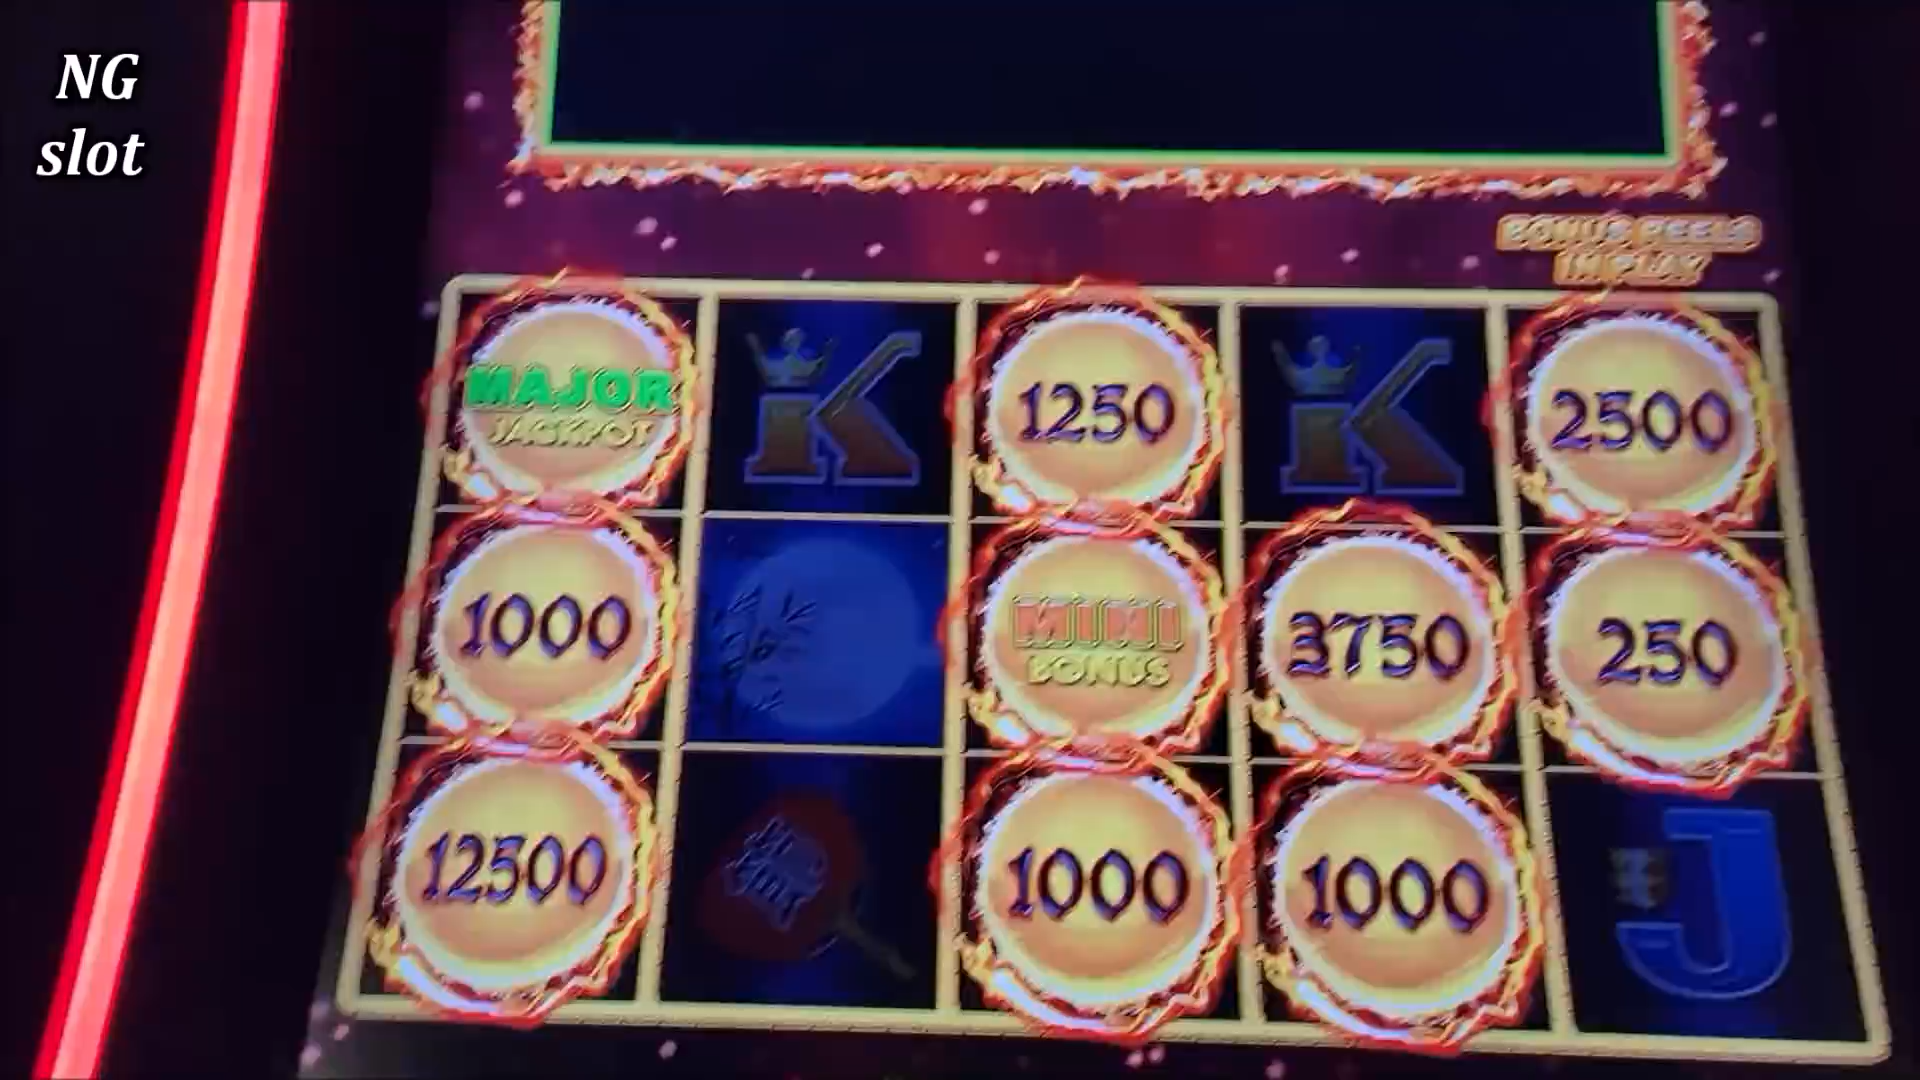 NG
slot
BONUS REELS
IN PLAY
MAJOR
JACKPOT
K
1250
K
2500
1000
MINI
BONUS
3750
250
12500
1000
1000
J